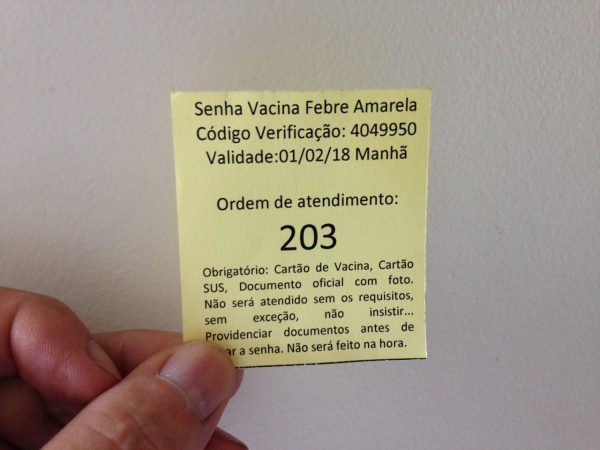 Senha Vacina Febre Amarela
Código Verificação: 4049950
Validade:01/02/18 Manhã
Ordem de atendimento:
203
Obrigatório: Cartão de Vacina, Cartão
SUS, Documento oficial com foto.
Não será atendido sem os requisitos,
sem exceção, não insistir...
Providenciar documentos antes de
a senha. Não será feito na hora.